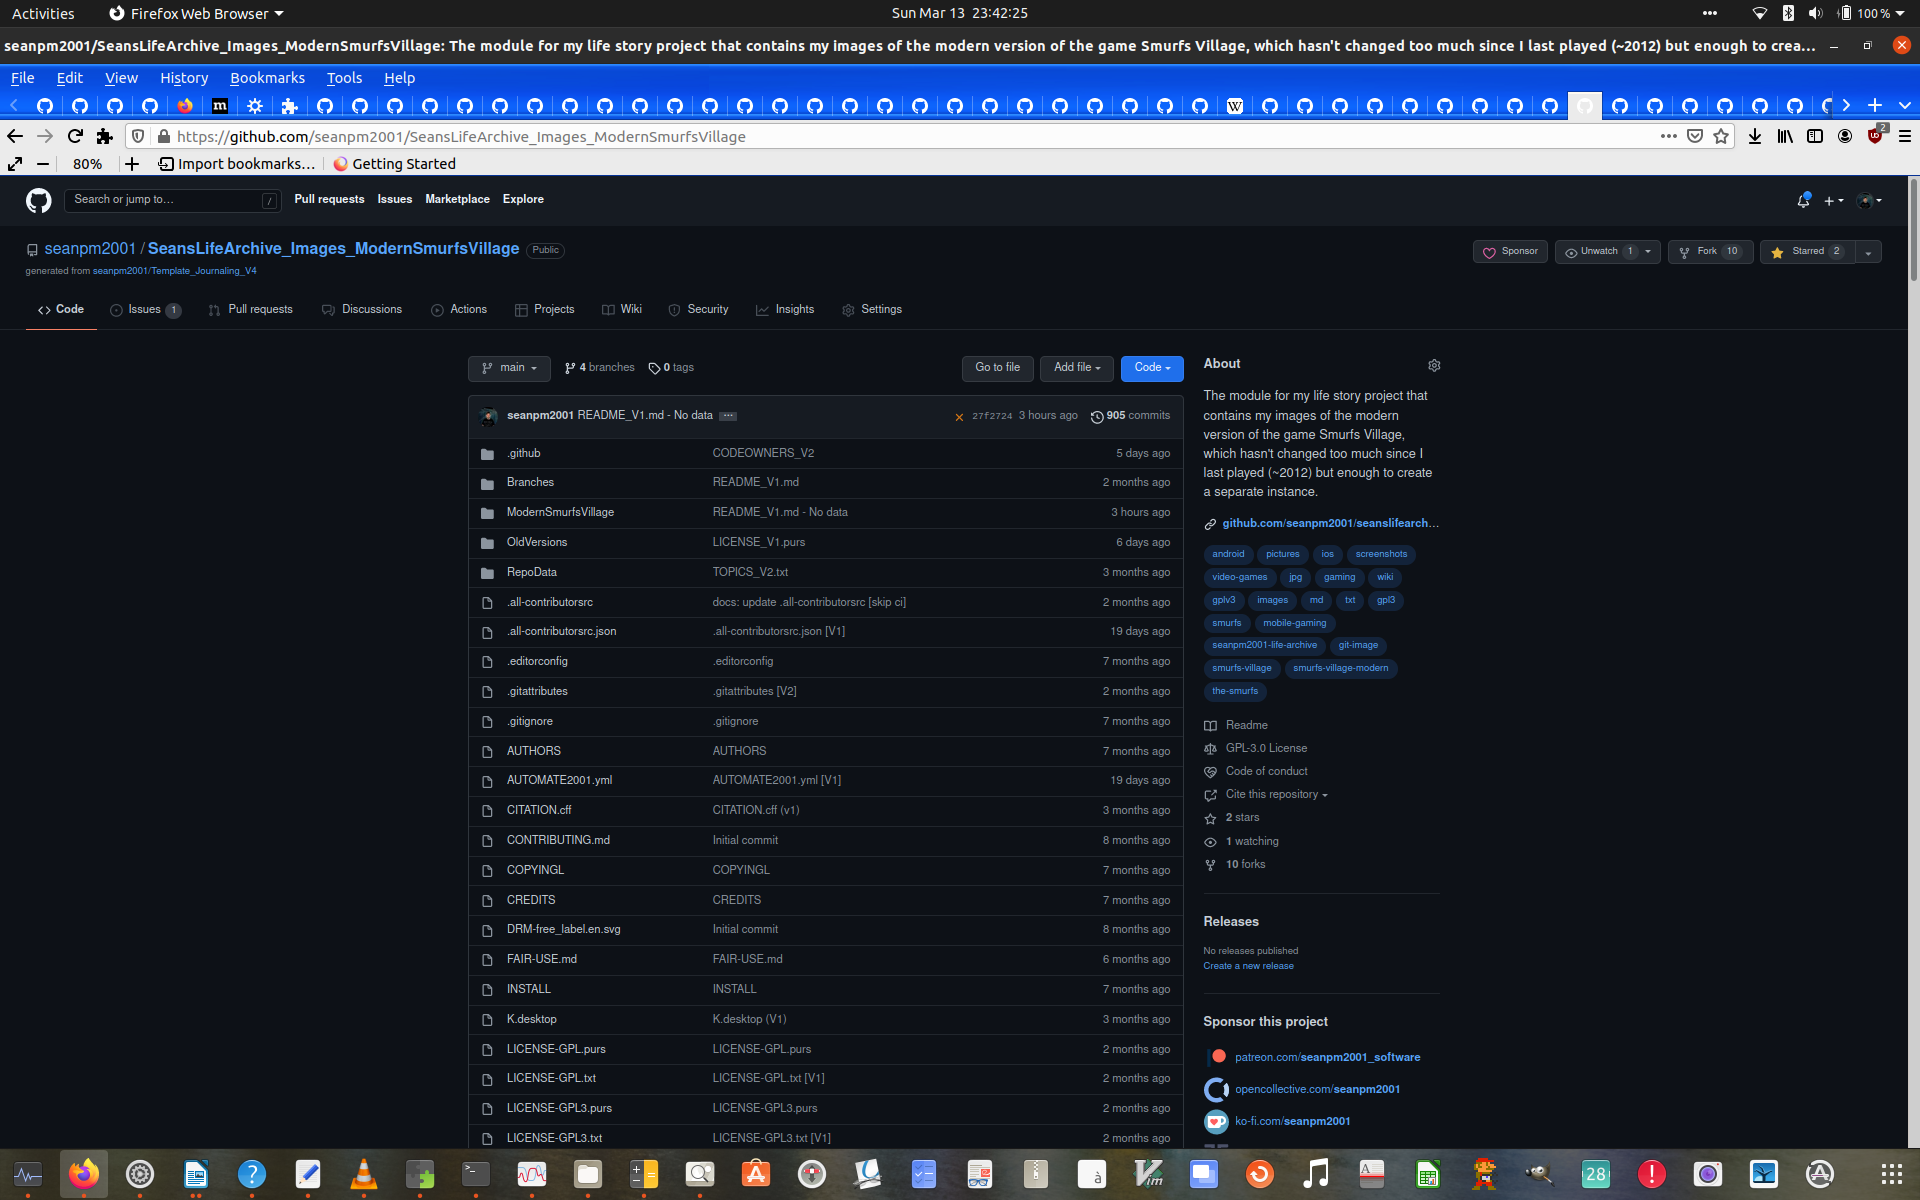 Activities
Firefox Web Browser
Sun Mar 13 23:42:25
100 %
seanpm2001/SeansLifeArchive_Images_ModernSmurfsVillage: The module for my life story project that contains my images of the modern version of the game Smurfs Village, which hasn't changed too much since I last played (~2012) but enough to crea…
File Edit View History Bookmarks Tools Help
https://github.com/seanpm2001/SeansLifeArchive_Images_ModernSmurfsVillage
2
80%
Import bookmarks…
Getting Started
Search or jump to…
/
Pull requests Issues Marketplace Explore
seanpm2001 / SeansLifeArchive_Images_ModernSmurfsVillage Public
Sponsor
Unwatch 1
Fork 10
Starred 2
generated from seanpm2001/Template_Journaling_V4
Code
Issues 1
Pull requests
Discussions
Actions
Projects
Wiki
Security
Insights
Settings
main
4 branches
0 tags
Go to file
Add file
Code
seanpm2001 README_V1.md - No data
27f2724 3 hours ago
905 commits
.github CODEOWNERS_V2 5 days ago
Branches README_V1.md 2 months ago
ModernSmurfsVillage README_V1.md - No data 3 hours ago
OldVersions LICENSE_V1.purs 6 days ago
RepoData TOPICS_V2.txt 3 months ago
.all-contributorsrc docs: update .all-contributorsrc [skip ci] 2 months ago
.all-contributorsrc.json .all-contributorsrc.json [V1] 19 days ago
.editorconfig .editorconfig 7 months ago
.gitattributes .gitattributes [V2] 2 months ago
.gitignore .gitignore 7 months ago
AUTHORS AUTHORS 7 months ago
AUTOMATE2001.yml AUTOMATE2001.yml [V1] 19 days ago
CITATION.cff CITATION.cff (v1) 3 months ago
CONTRIBUTING.md Initial commit 8 months ago
COPYINGL COPYINGL 7 months ago
CREDITS CREDITS 7 months ago
DRM-free_label.en.svg Initial commit 8 months ago
FAIR-USE.md FAIR-USE.md 6 months ago
INSTALL INSTALL 7 months ago
K.desktop K.desktop (V1) 3 months ago
LICENSE-GPL.purs LICENSE-GPL.purs 2 months ago
LICENSE-GPL.txt LICENSE-GPL.txt [V1] 2 months ago
LICENSE-GPL3.purs LICENSE-GPL3.purs 2 months ago
LICENSE-GPL3.txt LICENSE-GPL3.txt [V1] 2 months ago
About
The module for my life story project that
contains my images of the modern
version of the game Smurfs Village,
which hasn't changed too much since I
last played (~2012) but enough to create
a separate instance.
github.com/seanpm2001/seanslifearch…
android pictures ios screenshots
video-games jpg gaming wiki
gplv3 images md txt gpl3
smurfs mobile-gaming
seanpm2001-life-archive git-image
smurfs-village smurfs-village-modern
the-smurfs
Readme
GPL-3.0 License
Code of conduct
Cite this repository
2 stars
1 watching
10 forks
Releases
No releases published
Create a new release
Sponsor this project
patreon.com/seanpm2001_software
opencollective.com/seanpm2001
ko-fi.com/seanpm2001
28